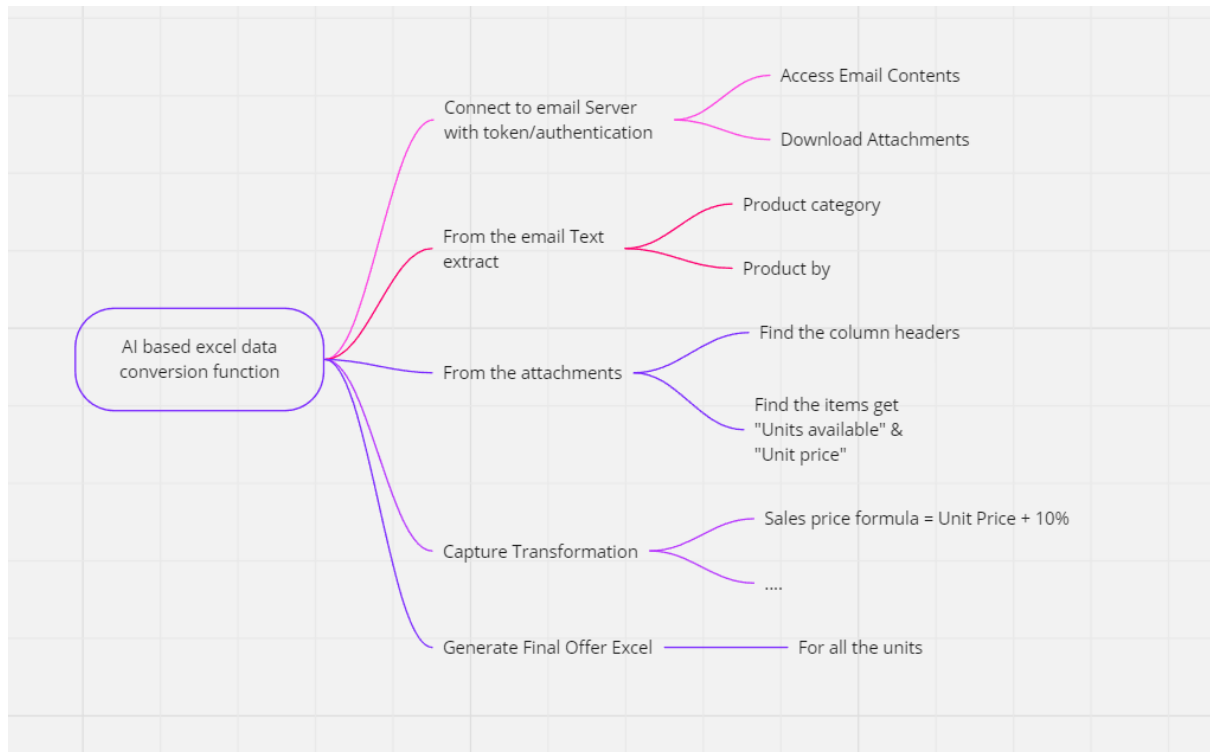 AI based excel data
conversion function
Connect to email Server
with token/authentication
Access Email Contents
Download Attachments
From the email Text
extract
Product category
Product by
From the attachments
Find the column headers
Find the items get
"Units available" &
"Unit price"
Capture Transformation
Sales price formula = Unit Price + 10%
....
Generate Final Offer Excel
For all the units